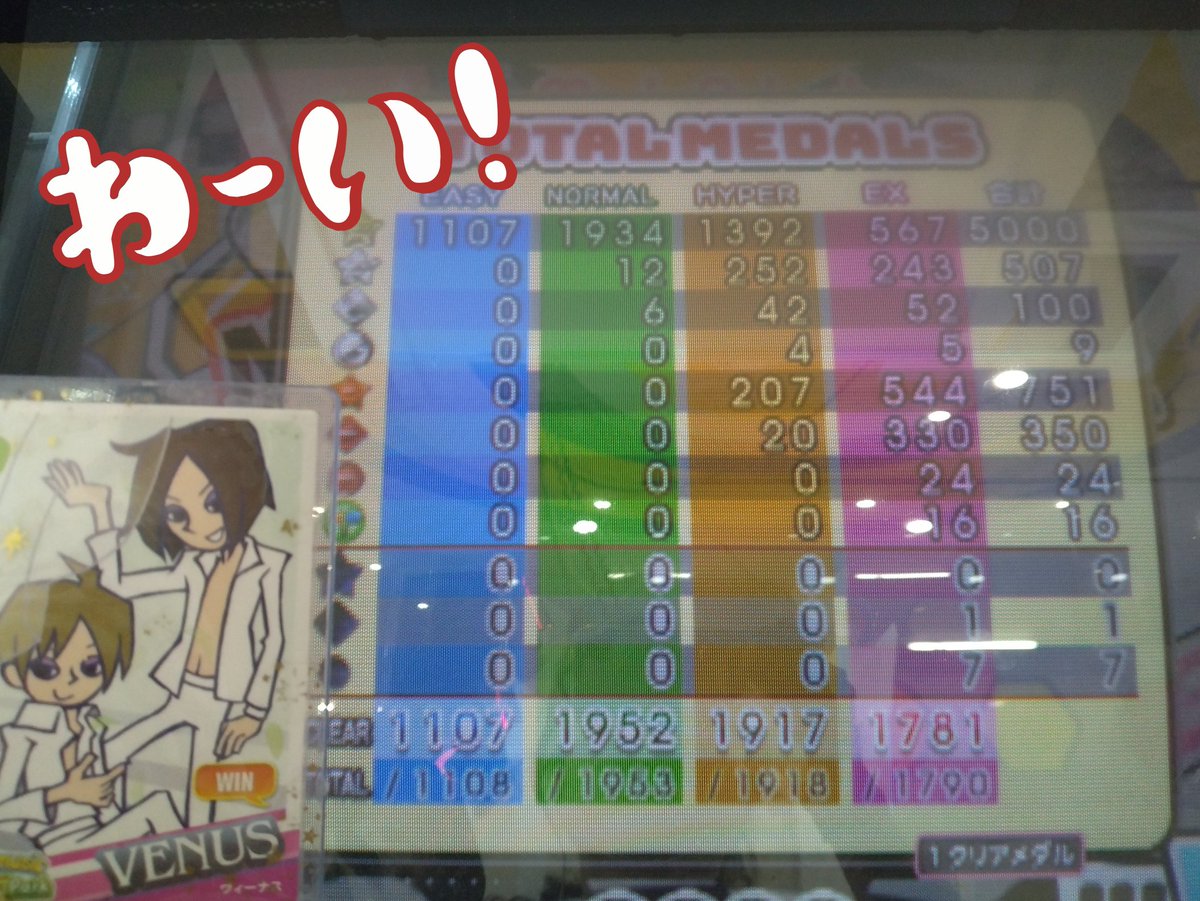 わーい!
TOTAL MEDALS
EASY NORMAL HYPER EX 合計
1107 1934 1392 567 5000
0 12 252 243 507
0 6 42 52 100
0 0 4 5 9
0 0 207 544 751
0 0 20 330 350
0 0 0 24 24
0 0 0 16 16
0 0 0 0 0
0 0 0 1 1
0 0 0 7 7
CLEAR 1107 1952 1917 1781
TOTAL /1108 /1953 /1918 /1790
1クリアメダル
WIN
VENUS
ヴィーナス